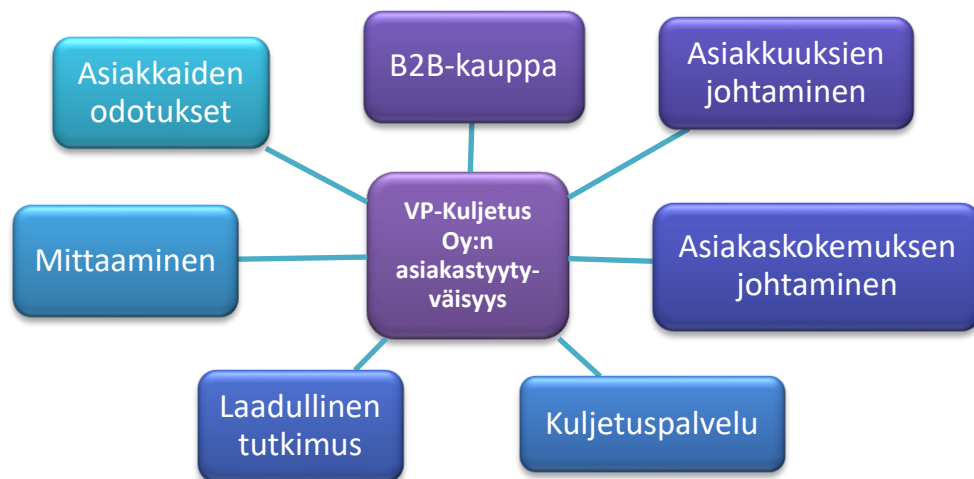 Asiakkaiden
odotukset
B2B-kauppa
Asiakkuuksien
johtaminen
Mittaaminen
VP-Kuljetus
Oy:n
asiakastyyty-
väisyys
Asiakaskokemuksen
johtaminen
Laadullinen
tutkimus
Kuljetuspalvelu